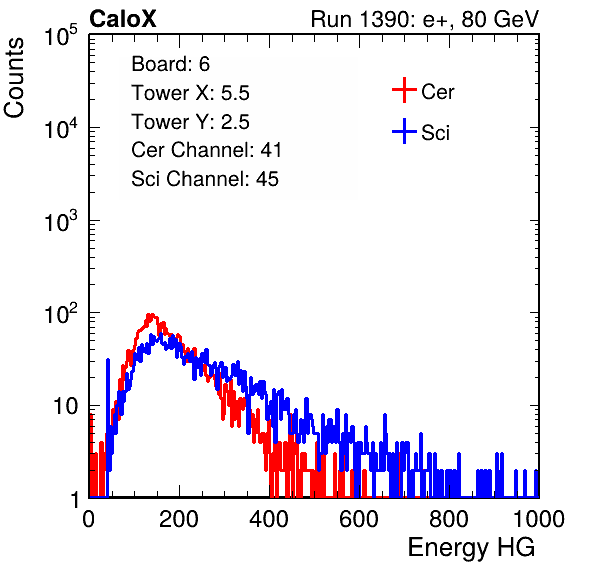 CaloX Run 1390: e+, 80 GeV
Counts
10^5
10^4
10^3
10^2
10
1
Board: 6
Tower X: 5.5
Tower Y: 2.5
Cer Channel: 41
Sci Channel: 45
Cer
Sci
0 200 400 600 800 1000
Energy HG